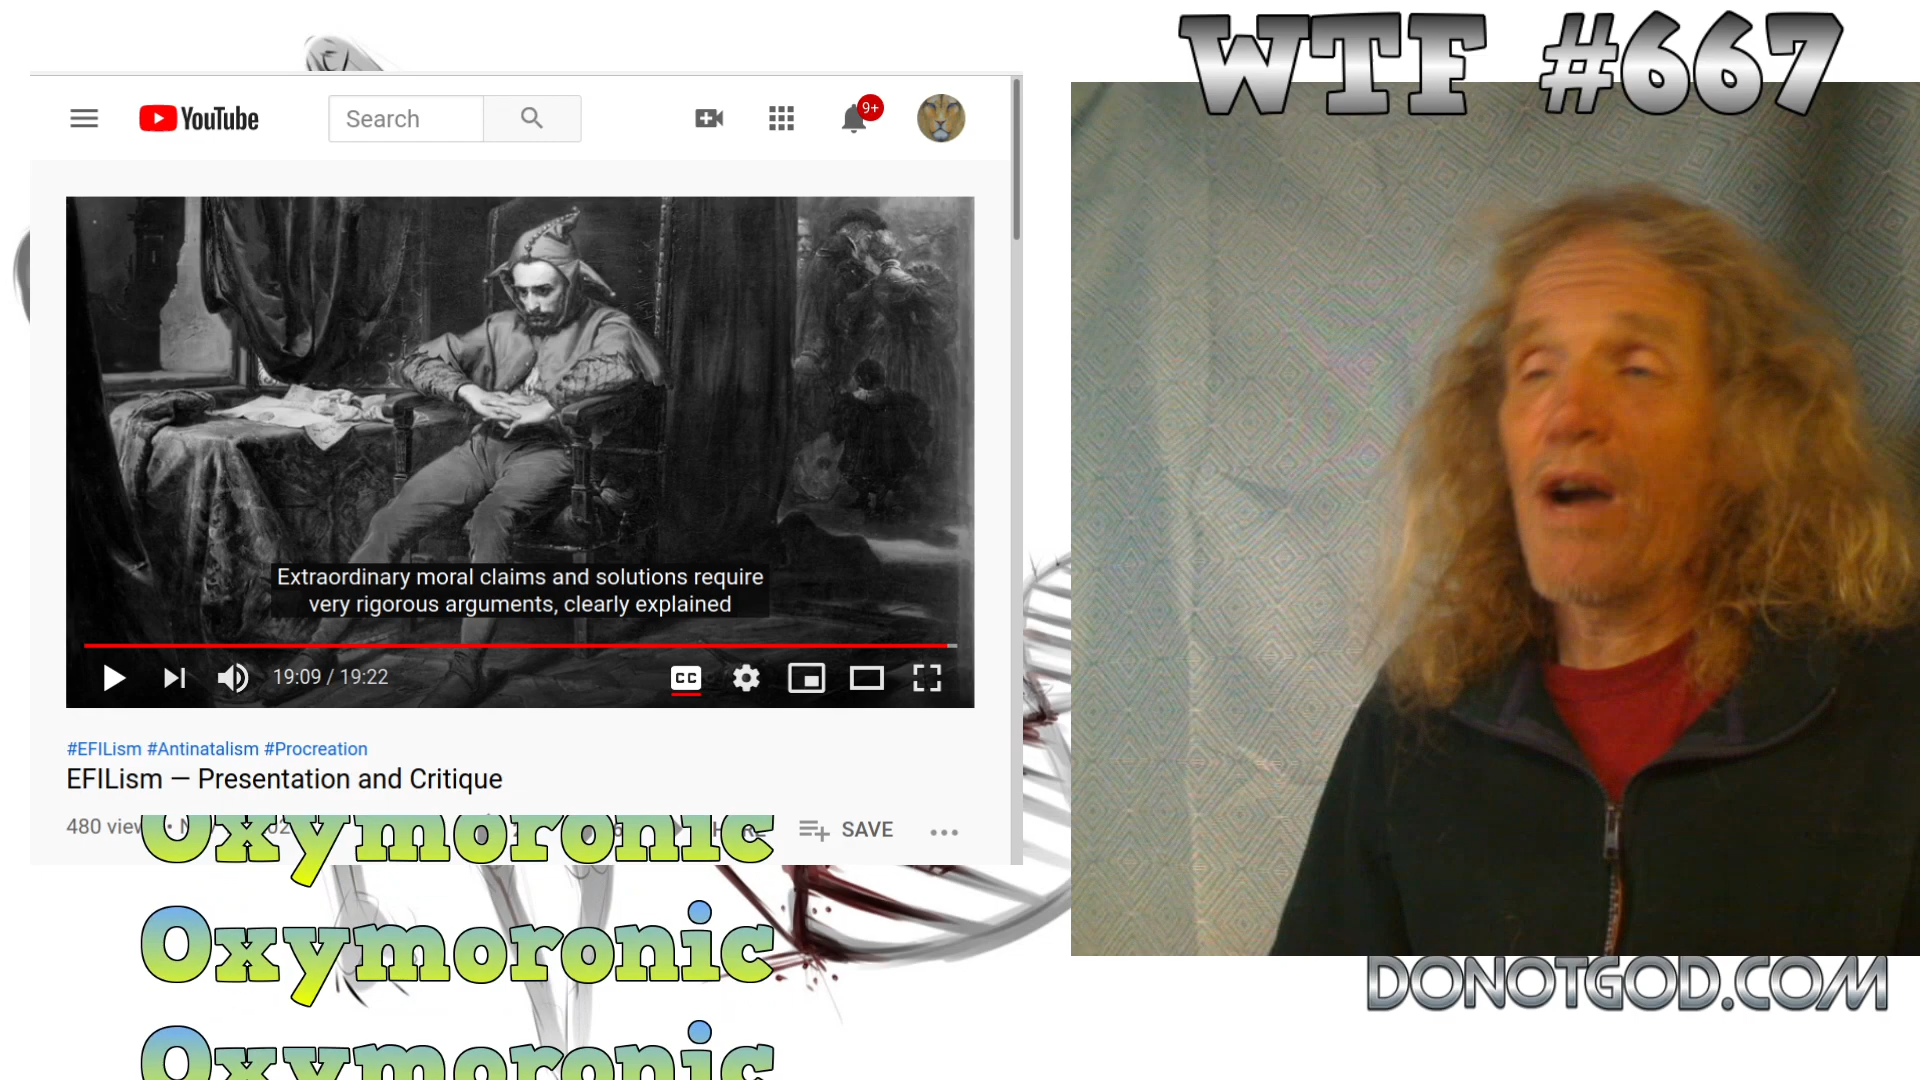 WTF #667
YouTube
Search
9+
Extraordinary moral claims and solutions require
very rigorous arguments, clearly explained
19:09 / 19:22
CC
#EFILism #Antinatalism #Procreation
EFILism — Presentation and Critique
480
SAVE
Oxymoronic
Oxymoronic
Oxymoronic
DONOTGOD.COM